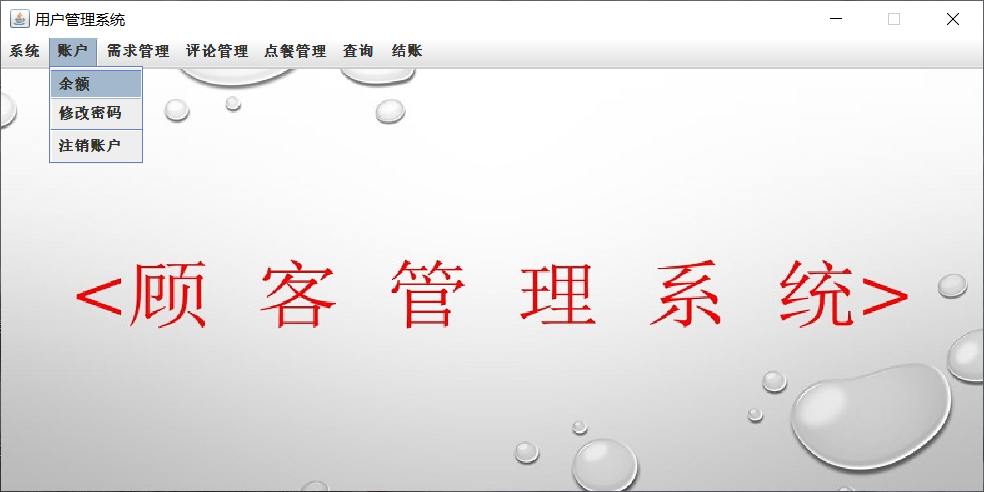 用户管理系统
系统 账户 需求管理 评论管理 点餐管理 查询 结账
余额
修改密码
注销账户
<顾 客 管 理 系 统>